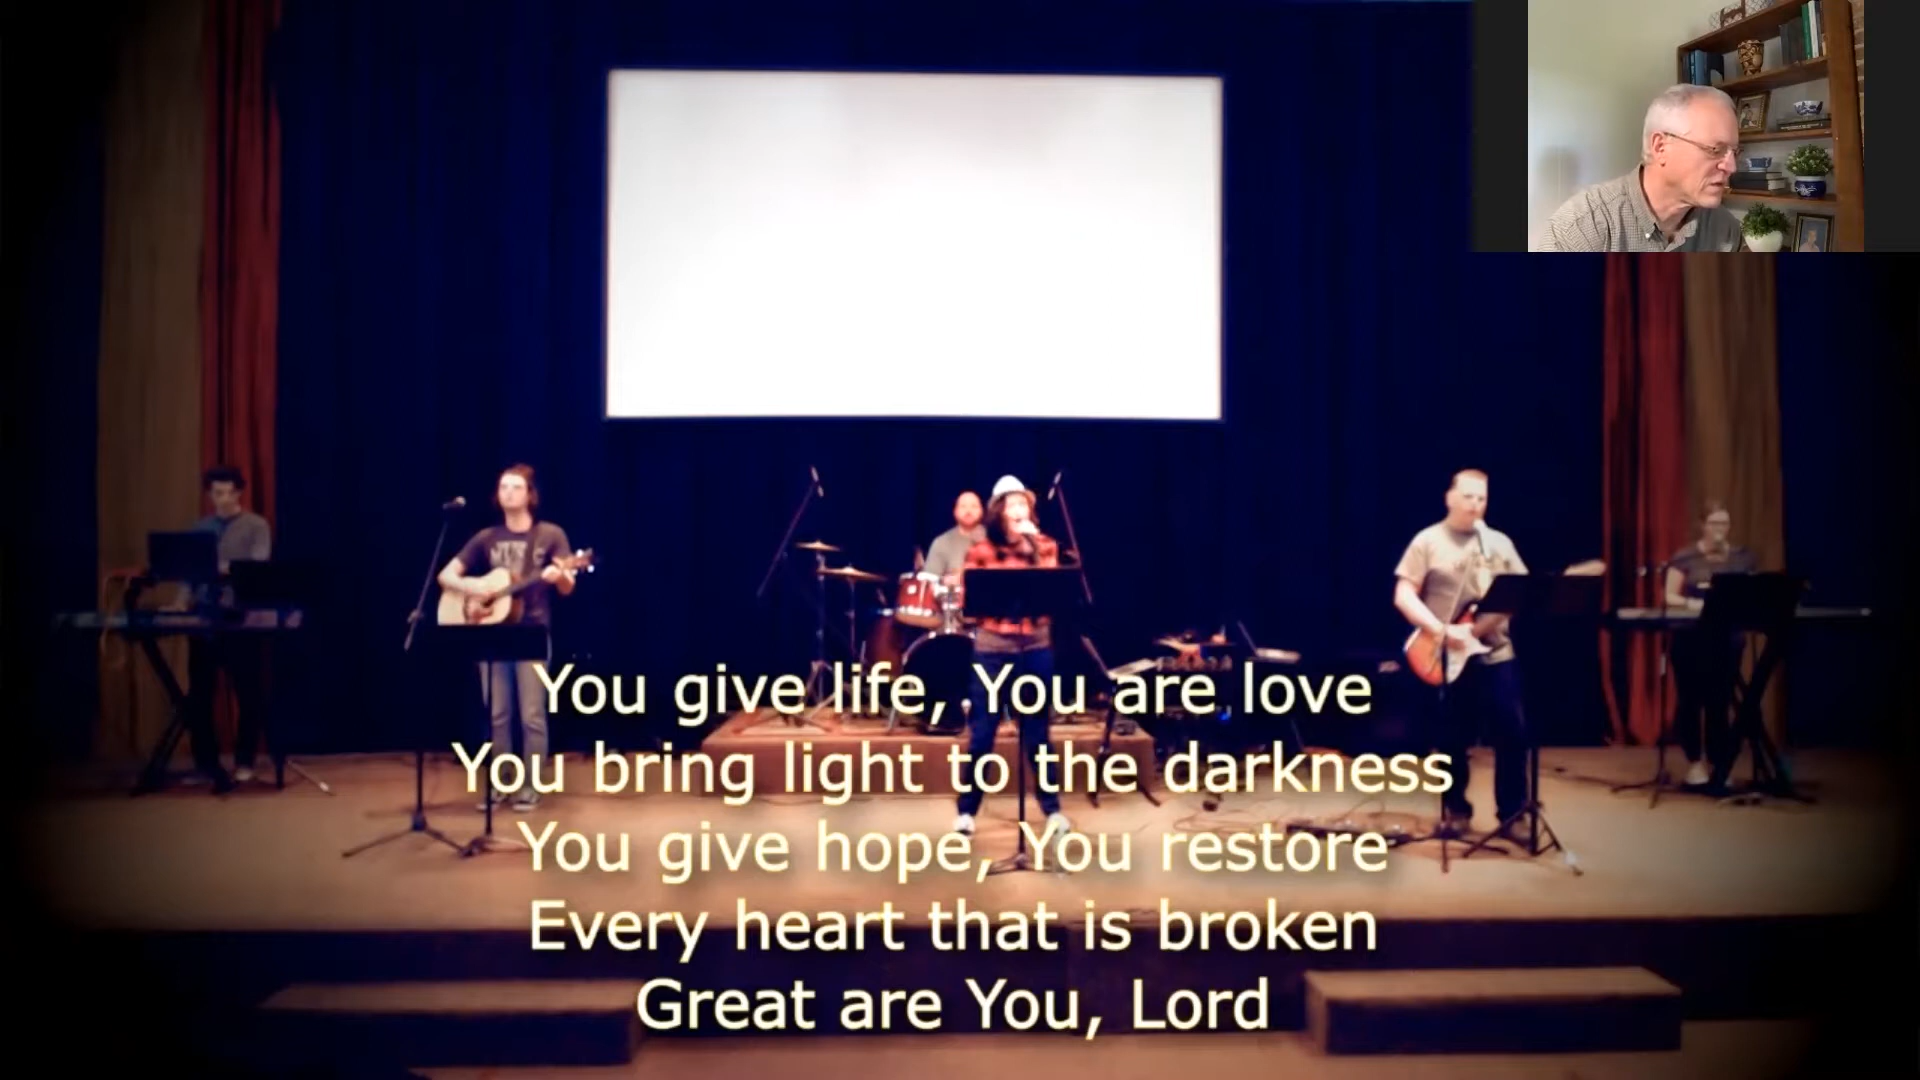 You give life, You are love
You bring light to the darkness
You give hope, You restore
Every heart that is broken
Great are You, Lord